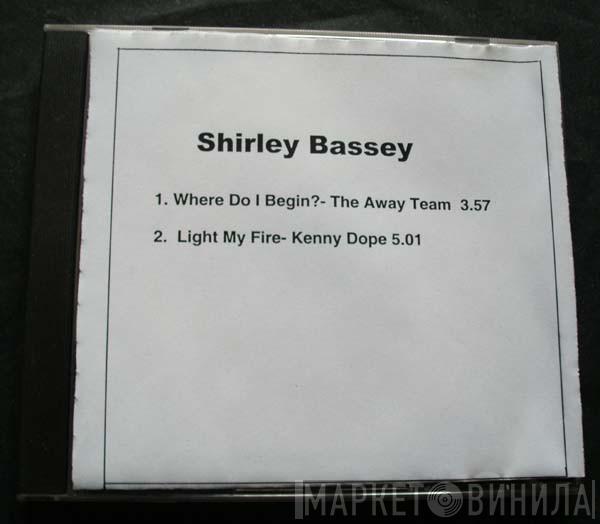 Shirley Bassey
1. Where Do I Begin?- The Away Team 3.57
2. Light My Fire- Kenny Dope 5.01
МАРКЕТ ВИНИЛА